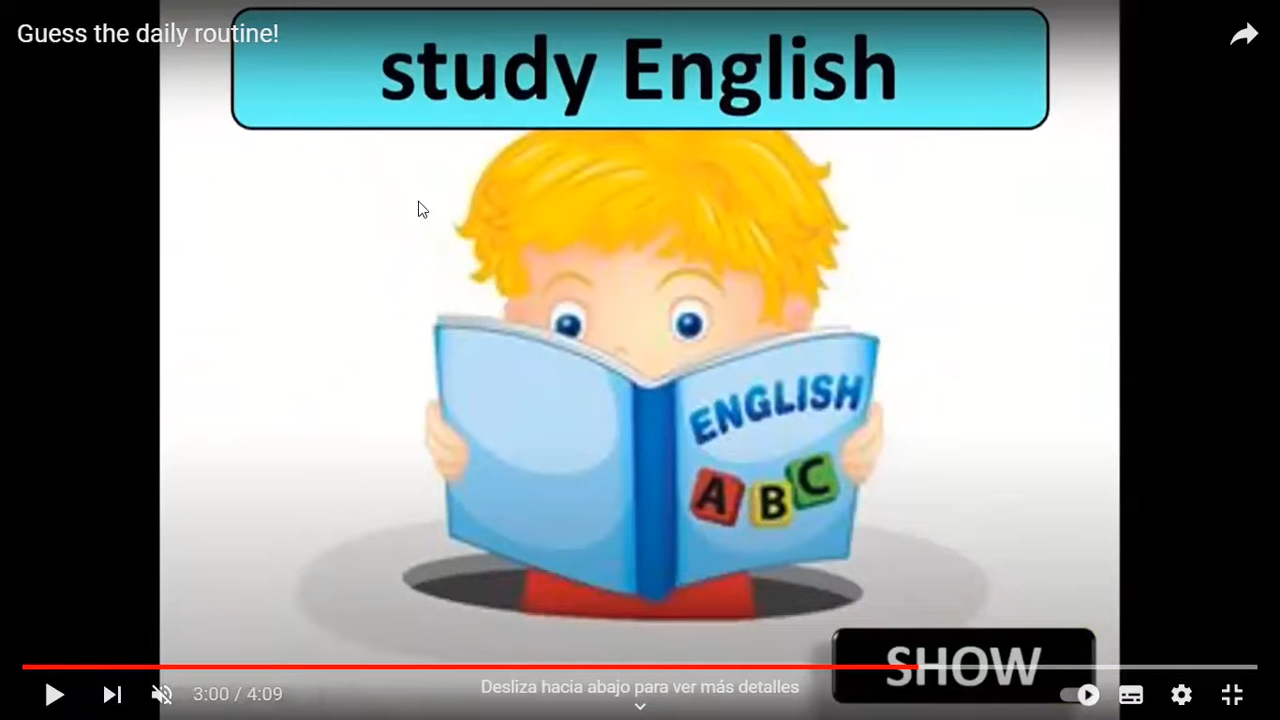 Guess the daily routine!
study English
ENGLISH
A B C
SHOW
3:00 / 4:09
Desliza hacia abajo para ver más detalles